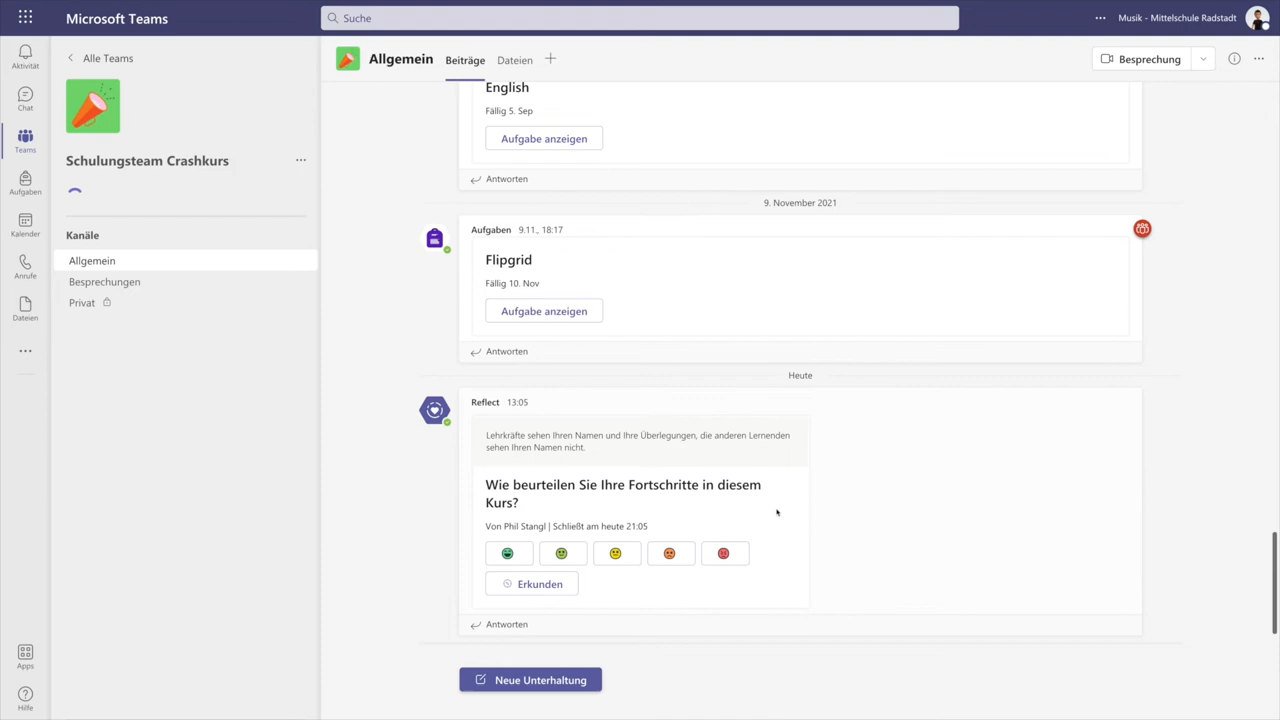 Microsoft Teams
Suche
Musik - Mittelschule Radstadt
Aktivität
Chat
Teams
Aufgaben
Kalender
Anrufe
Dateien
Apps
Hilfe
Alle Teams
Schulungsteam Crashkurs
Kanäle
Allgemein
Besprechungen
Privat
Allgemein
Beiträge
Dateien
Besprechung
English
Fällig 5. Sep
Aufgabe anzeigen
Antworten
9. November 2021
Aufgaben 9.11., 18:17
Flipgrid
Fällig 10. Nov
Aufgabe anzeigen
Antworten
Heute
Reflect 13:05
Lehrkräfte sehen Ihren Namen und Ihre Überlegungen, die anderen Lernenden
sehen Ihren Namen nicht.
Wie beurteilen Sie Ihre Fortschritte in diesem
Kurs?
Von Phil Stangl | Schließt am heute 21:05
Erkunden
Antworten
Neue Unterhaltung